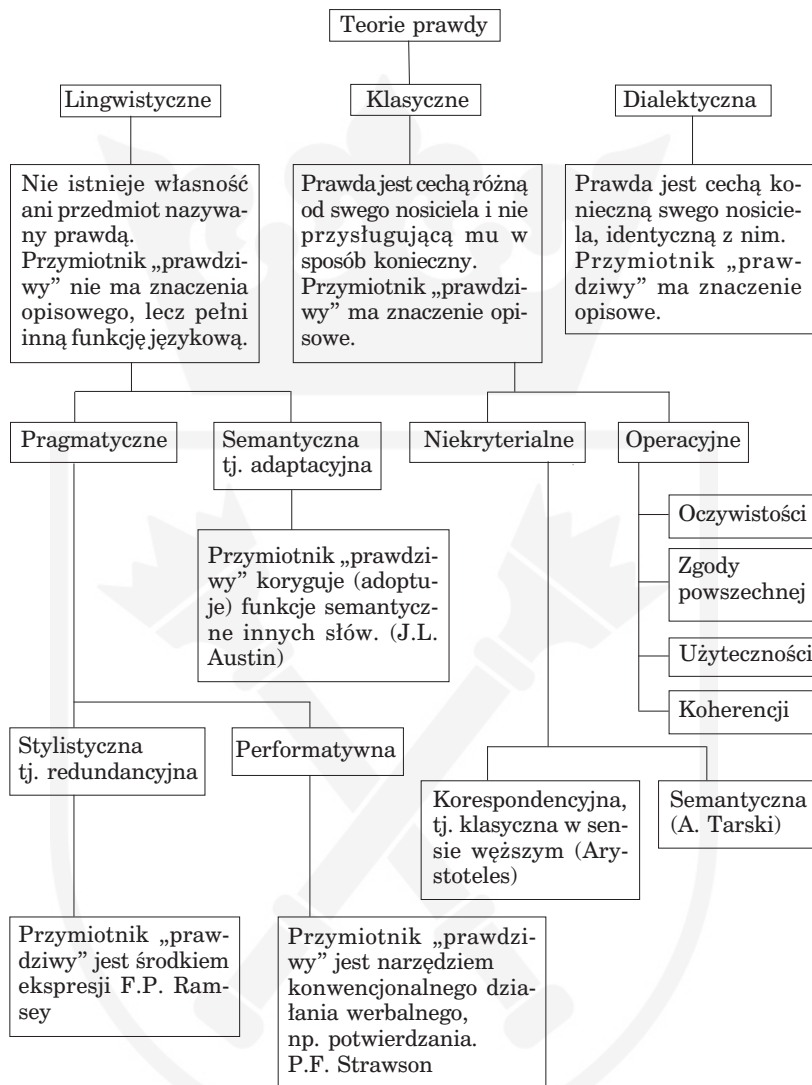 Teorie prawdy
Lingwistyczne
Klasyczne
Dialektyczna
Nie istnieje własność
ani przedmiot nazywa-
ny prawdą.
Przymiotnik „prawdzi-
wy” nie ma znaczenia
opisowego, lecz pełni
inną funkcję językową.
Prawda jest cechą różną
od swego nosiciela i nie
przysługującą mu w
sposób konieczny.
Przymiotnik „prawdzi-
wy” ma znaczenie opi-
sowe.
Prawda jest cechą ko-
nieczną swego nosicie-
la, identyczną z nim.
Przymiotnik „praw-
dziwy” ma znaczenie
opisowe.
Pragmatyczne
Semantyczna
tj. adaptacyjna
Niekryterialne
Operacyjne
Przymiotnik „prawdzi-
wy” koryguje (adoptu-
je) funkcje semantycz-
ne innych słów. (J.L.
Austin)
Oczywistości
Zgody
powszechnej
Użyteczności
Koherencji
Stylistyczna
tj. redundancyjna
Performatywna
Korespondencyjna,
tj. klasyczna w sen-
sie węższym (Ary-
stoteles)
Semantyczna
(A. Tarski)
Przymiotnik „praw-
dziwy” jest środkiem
ekspresji F.P. Ram-
sey
Przymiotnik „prawdzi-
wy” jest narzędziem
konwencjonalnego dzia-
łania werbalnego,
np. potwierdzania.
P.F. Strawson